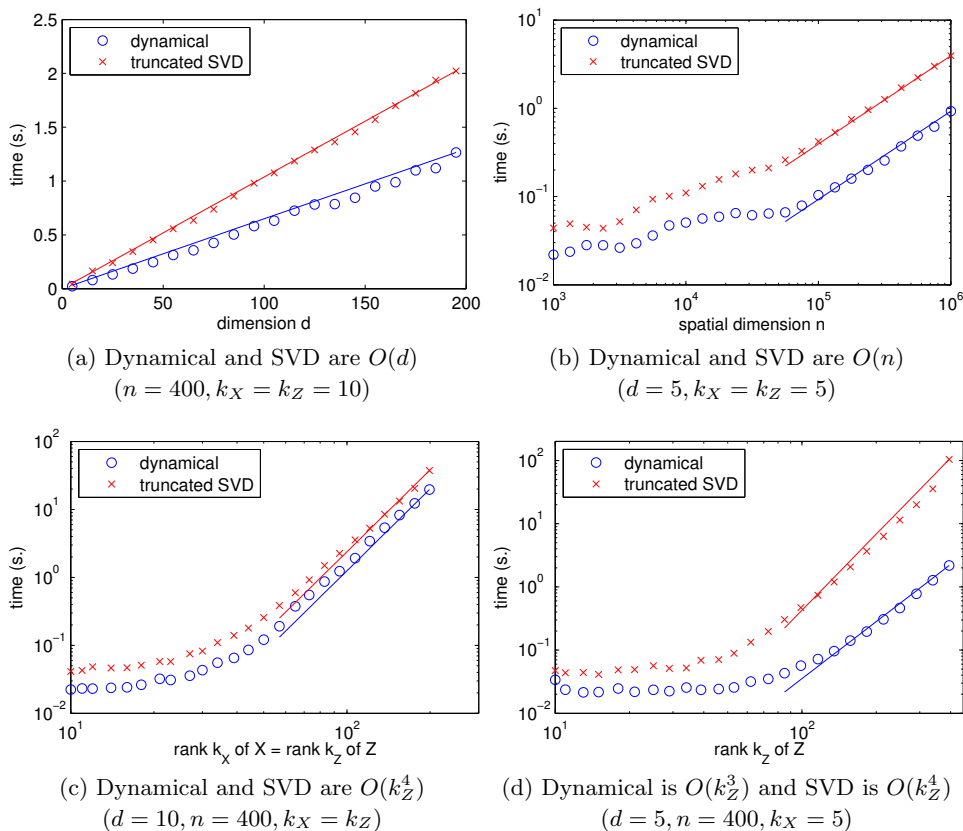 2.5
2
1.5
1
0.5
0
time (s.)
dynamical
truncated SVD
0
50
100
150
200
dimension d
(a) Dynamical and SVD are O(d)
(n = 400, k_X = k_Z = 10)
10^1
10^0
10^-1
10^-2
time (s.)
dynamical
truncated SVD
10^3
10^4
10^5
10^6
spatial dimension n
(b) Dynamical and SVD are O(n)
(d = 5, k_X = k_Z = 5)
10^2
10^1
10^0
10^-1
10^-2
time (s.)
dynamical
truncated SVD
10^1
10^2
rank k_X of X = rank k_Z of Z
(c) Dynamical and SVD are O(k_Z^4)
(d = 10, n = 400, k_X = k_Z)
10^2
10^0
10^-2
time (s.)
dynamical
truncated SVD
10^1
10^2
rank k_Z of Z
(d) Dynamical is O(k_Z^3) and SVD is O(k_Z^4)
(d = 5, n = 400, k_X = 5)